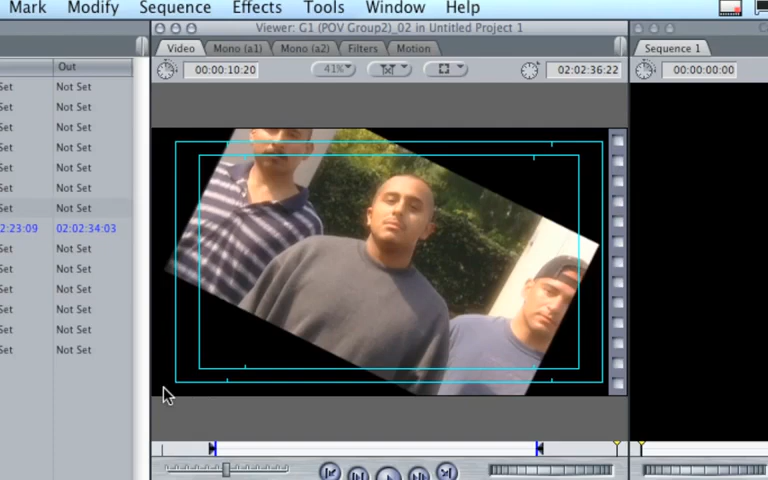 Mark Modify Sequence Effects Tools Window Help
Viewer: G1 (POV Group2)_02 in Untitled Project 1
Video Mono (a1) Mono (a2) Filters Motion Sequence 1
Out 00:00:10:20 41% 02:02:36:22 00:00:00:00
Set Not Set
Set Not Set
Set Not Set
Set Not Set
Set Not Set
Set Not Set
Set Not Set
2:23:09 02:02:34:03
Set Not Set
Set Not Set
Set Not Set
Set Not Set
Set Not Set
Set Not Set